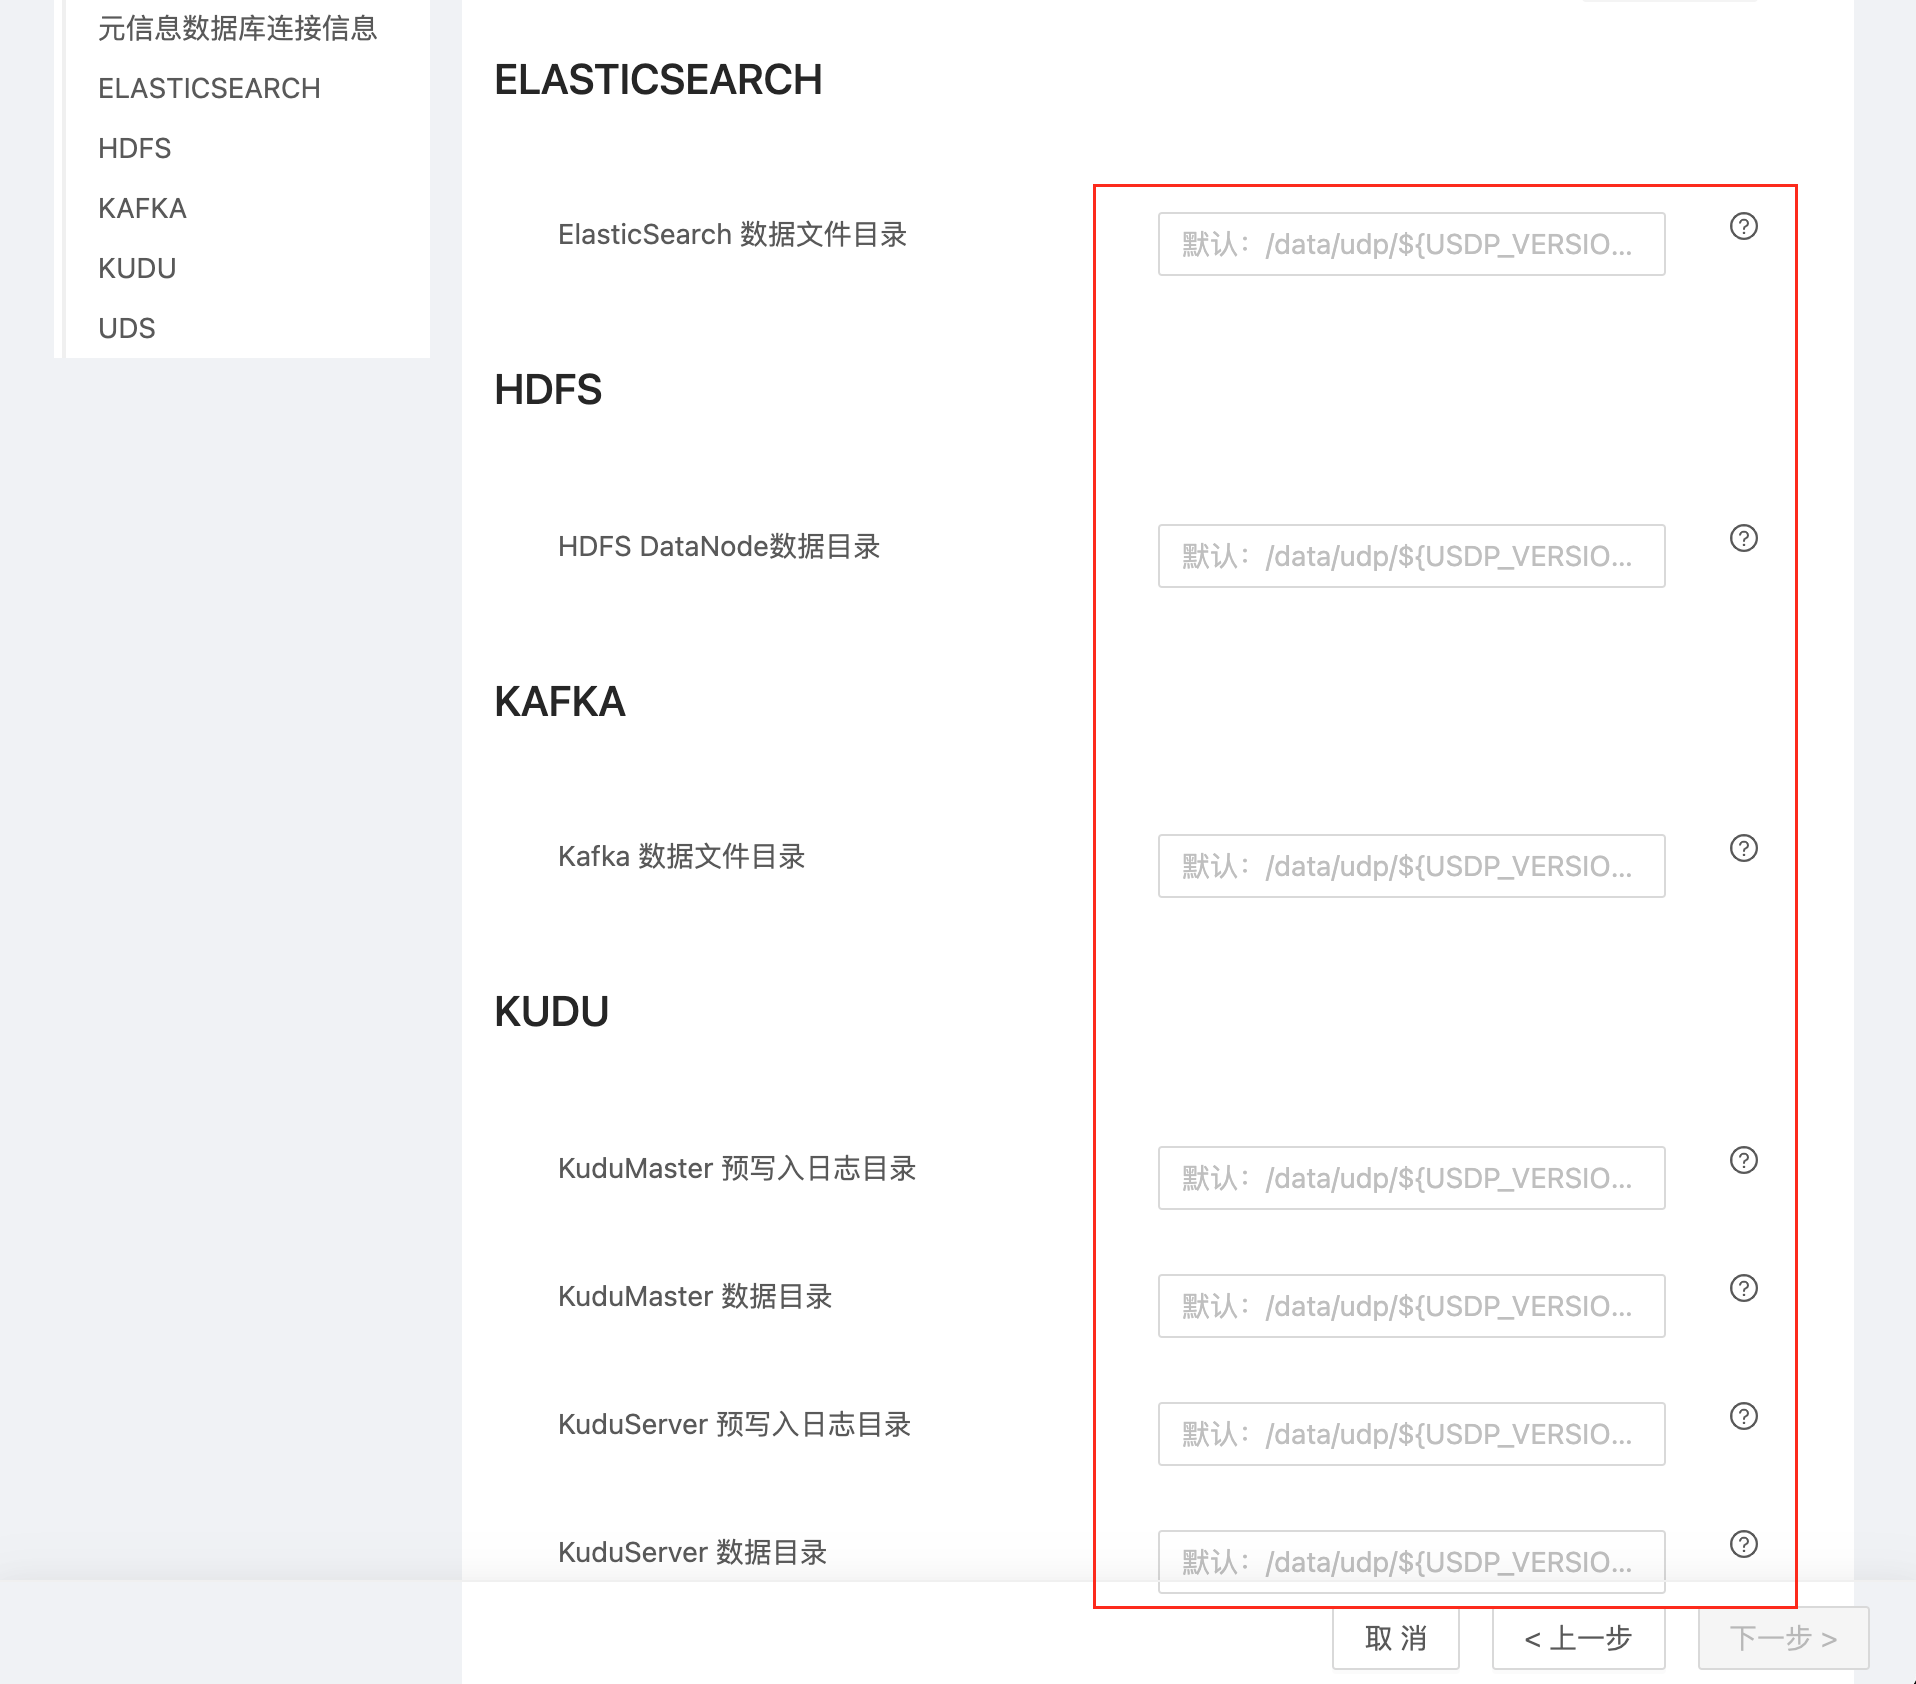 元信息数据库连接信息
ELASTICSEARCH
HDFS
KAFKA
KUDU
UDS
ELASTICSEARCH
ElasticSearch 数据文件目录
默认：/data/udp/${USDP_VERSIO...
HDFS
HDFS DataNode数据目录
默认：/data/udp/${USDP_VERSIO...
KAFKA
Kafka 数据文件目录
默认：/data/udp/${USDP_VERSIO...
KUDU
KuduMaster 预写入日志目录
默认：/data/udp/${USDP_VERSIO...
KuduMaster 数据目录
默认：/data/udp/${USDP_VERSIO...
KuduServer 预写入日志目录
默认：/data/udp/${USDP_VERSIO...
KuduServer 数据目录
默认：/data/udp/${USDP_VERSIO...
取 消
< 上一步
下一步 >